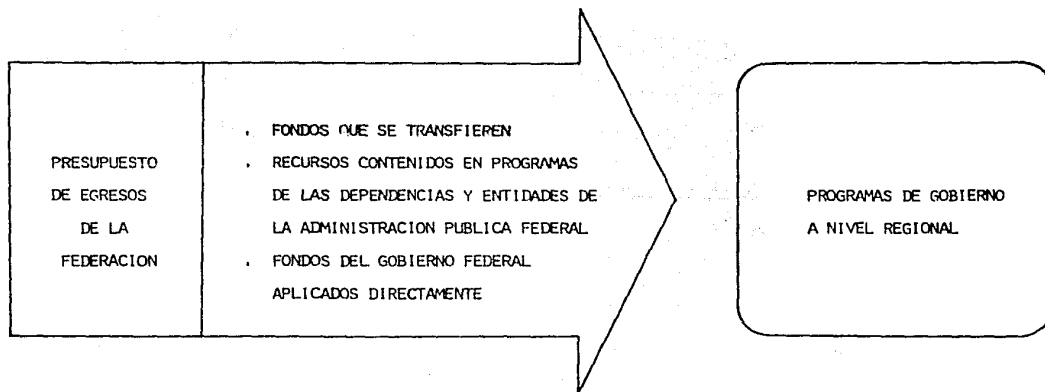 PRESUPUESTO
DE EGRESOS
DE LA
FEDERACION
. FONDOS QUE SE TRANSFIEREN
. RECURSOS CONTENIDOS EN PROGRAMAS
DE LAS DEPENDENCIAS Y ENTIDADES DE
LA ADMINISTRACION PUBLICA FEDERAL
. FONDOS DEL GOBIERNO FEDERAL
APLICADOS DIRECTAMENTE
PROGRAMAS DE GOBIERNO
A NIVEL REGIONAL